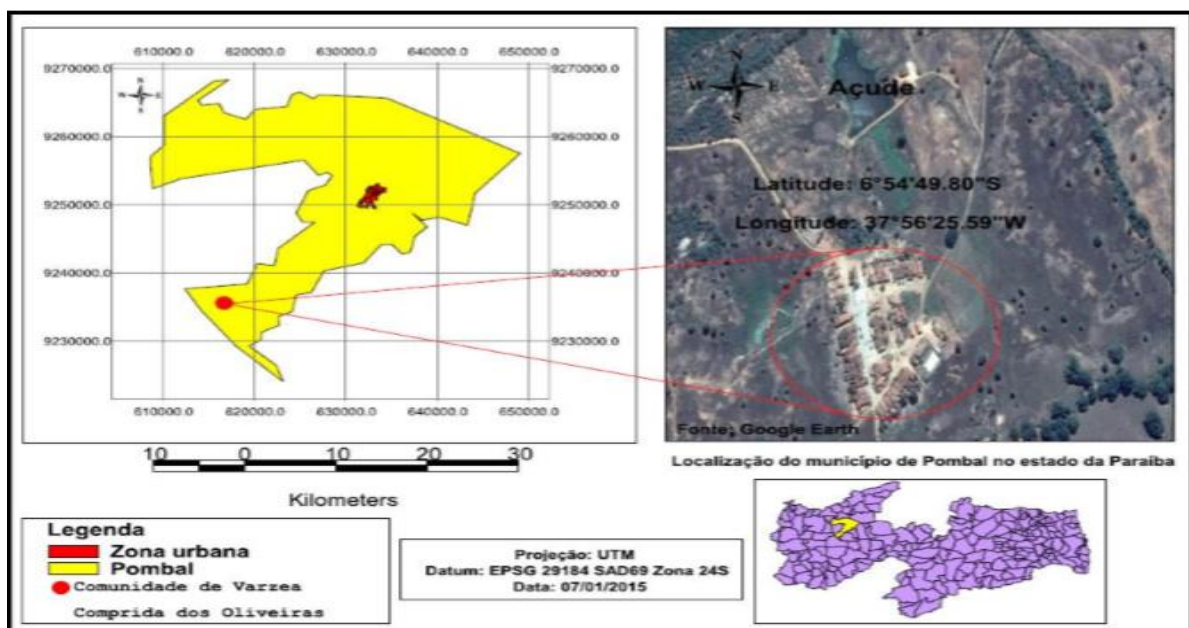 610000.0 620000.0 630000.0 640000.0 650000.0
9270000.0 9270000.0
N
W E
S
9260000.0 9260000.0
9250000.0 9250000.0
9240000.0 9240000.0
9230000.0 9230000.0
610000.0 620000.0 630000.0 640000.0 650000.0
10 0 10 20 30
Kilometers
N
W E
S
Açude
Latitude: 6°54'49.80"S
Longitude: 37°56'25.59"W
Fonte: Google Earth
Localização do município de Pombal no estado da Paraíba
Legenda
Zona urbana
Pombal
Comunidade de Varzea
Comprida dos Oliveiras
Projeção: UTM
Datum: EPSG 29184 SAD69 Zona 24S
Data: 07/01/2015